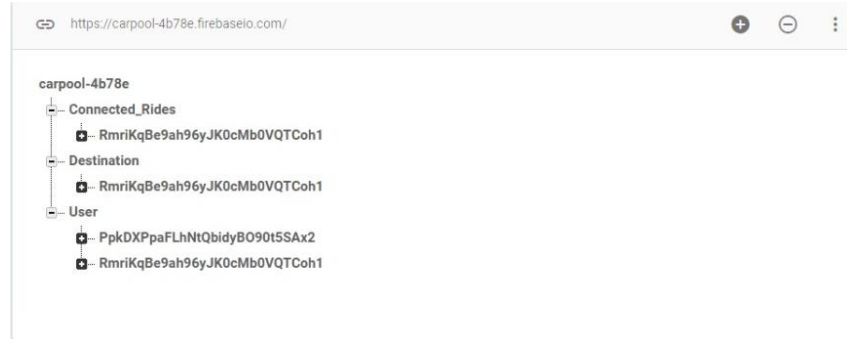 https://carpool-4b78e.firebaseio.com/
carpool-4b78e
Connected_Rides
RmriKqBe9ah96yJK0cMb0VQTCoh1
Destination
RmriKqBe9ah96yJK0cMb0VQTCoh1
User
PpkDXPpaFLhNtQbidyBO90t5SAx2
RmriKqBe9ah96yJK0cMb0VQTCoh1